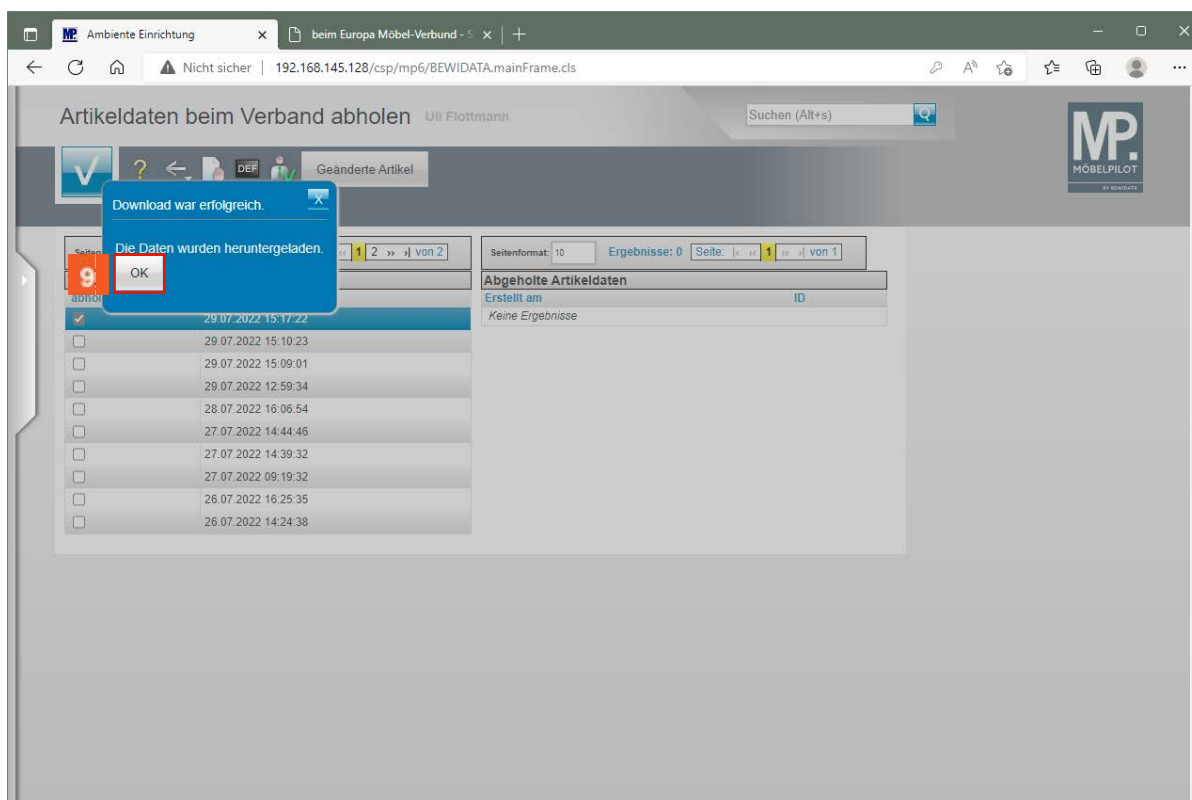 Ambiente Einrichtung
beim Europa Möbel-Verbund - S
Nicht sicher | 192.168.145.128/csp/mp6/BEWIDATA.mainFrame.cls
Artikeldaten beim Verband abholen Uli Flottmann
Suchen (Alt+s)
MP.
MÖBELPILOT
BY BEWIDATA
? DEF Geänderte Artikel
Download war erfolgreich. X
Die Daten wurden heruntergeladen.
9 OK
Seiten 1 2 »» »| von 2
Seitenformat: 10 Ergebnisse: 0 Seite: |« «« 1 »» »| von 1
Abgeholte Artikeldaten
abhol
Erstellt am ID
29.07.2022 15:17:22
Keine Ergebnisse
29.07.2022 15:10:23
29.07.2022 15:09:01
29.07.2022 12:59:34
28.07.2022 16:06:54
27.07.2022 14:44:46
27.07.2022 14:39:32
27.07.2022 09:19:32
26.07.2022 16:25:35
26.07.2022 14:24:38